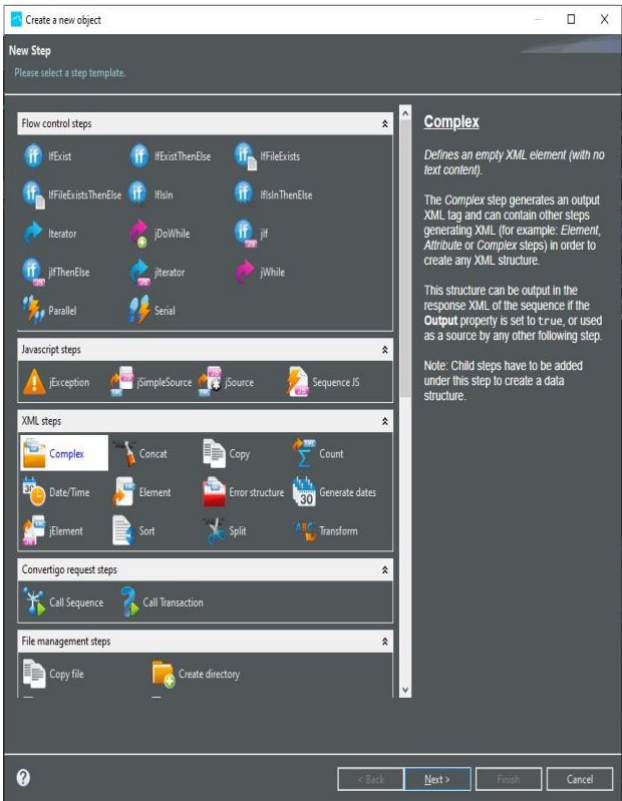 Create a new object
New Step
Please select a step template.
Flow control steps
IfExist IfExistThenElse IfFileExists
IfFileExistsThenElse IfIsIn IfIsInThenElse
Iterator jDoWhile jIf
jIfThenElse jIterator jWhile
Parallel Serial
Javascript steps
jException jSimpleSource jSource Sequence JS
XML steps
Complex Concat Copy Count
Date/Time Element Error structure Generate dates
jElement Sort Split Transform
Convertigo request steps
Call Sequence Call Transaction
File management steps
Copy file Create directory
Complex
Defines an empty XML element (with no
text content).
The Complex step generates an output
XML tag and can contain other steps
generating XML (for example: Element,
Attribute or Complex steps) in order to
create any XML structure.
This structure can be output in the
response XML of the sequence if the
Output property is set to true, or used
as a source by any other following step.
Note: Child steps have to be added
under this step to create a data
structure.
< Back Next > Finish Cancel